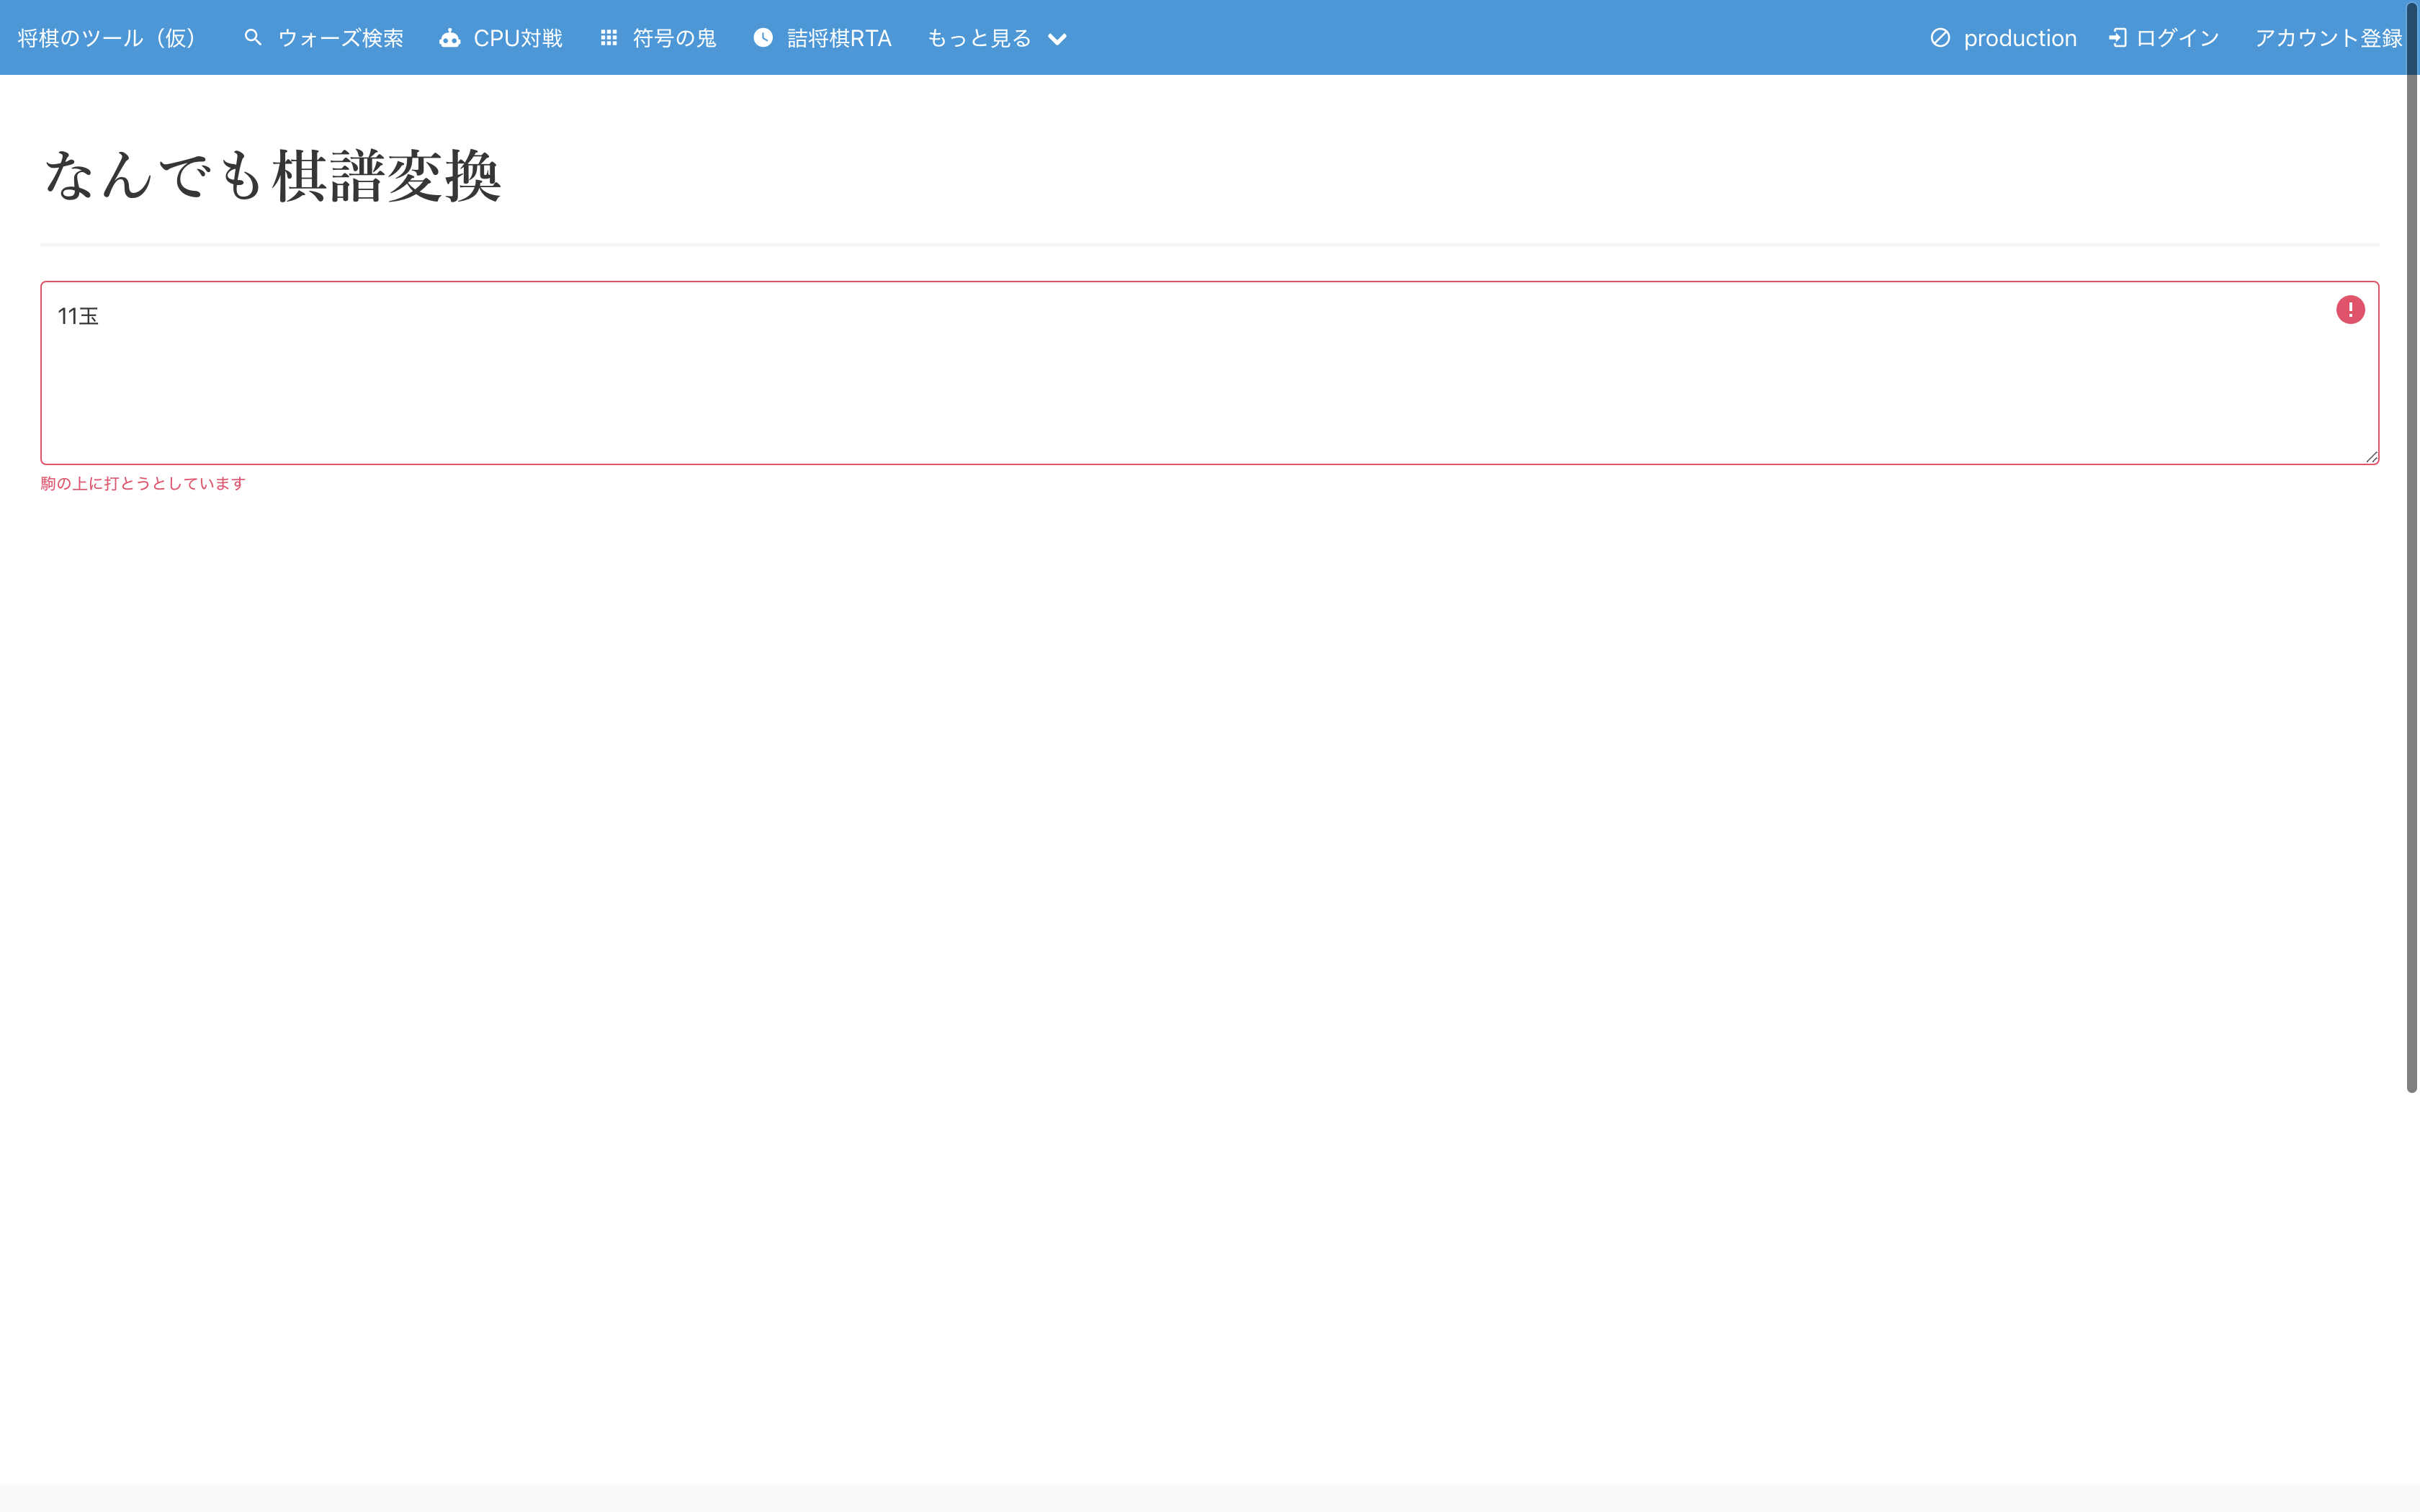 将棋のツール（仮） ウォーズ検索 CPU対戦 符号の鬼 詰将棋RTA もっと見る production ログイン アカウント登録
なんでも棋譜変換
11玉
駒の上に打とうとしています